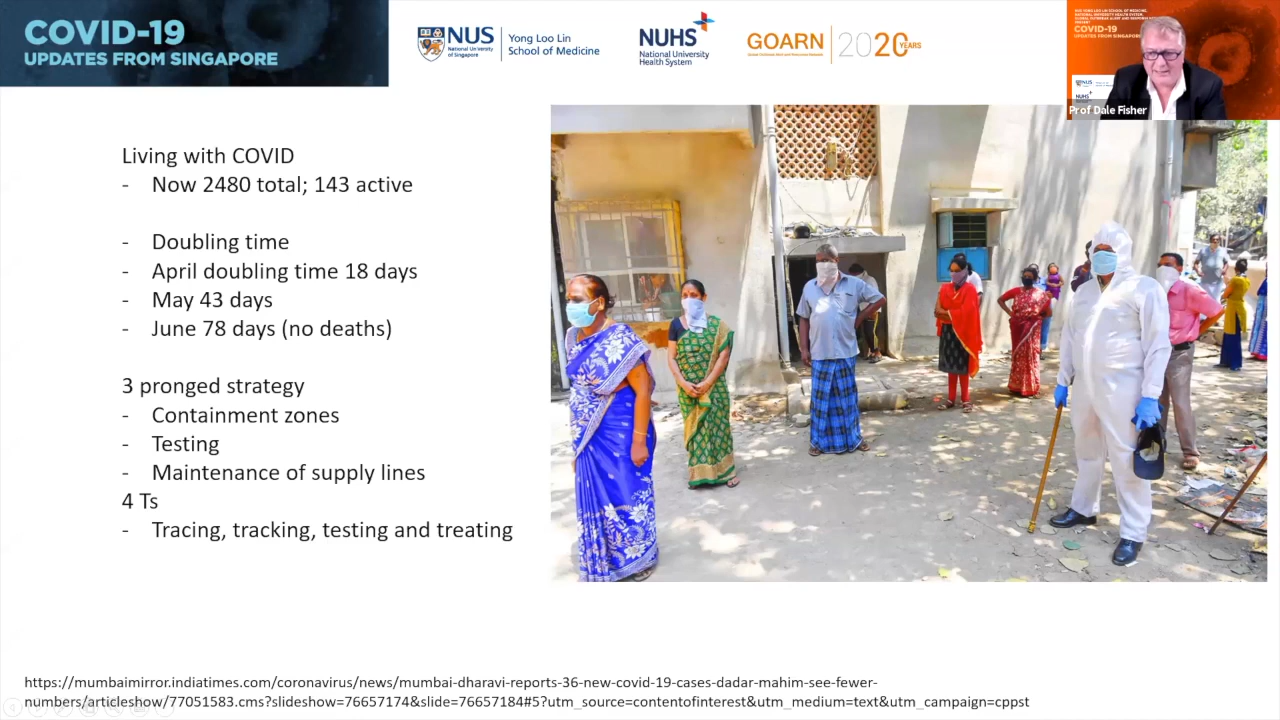 COVID-19
UPDATES FROM SINGAPORE
NUS
National University
of Singapore
Yong Loo Lin
School of Medicine
NUHS
National University
Health System
GOARN
2020
YEARS
COVID-19
UPDATES FROM SINGAPORE
Prof Dale Fisher
Living with COVID
- Now 2480 total; 143 active
- Doubling time
- April doubling time 18 days
- May 43 days
- June 78 days (no deaths)
3 pronged strategy
- Containment zones
- Testing
- Maintenance of supply lines
4 Ts
- Tracing, tracking, testing and treating
https://mumbaimirror.indiatimes.com/coronavirus/news/mumbai-dharavi-reports-36-new-covid-19-cases-dadar-mahim-see-fewer-
numbers/articleshow/77051583.cms?slideshow=76657174&slide=76657184#5?utm_source=contentofinterest&utm_medium=text&utm_campaign=cppst